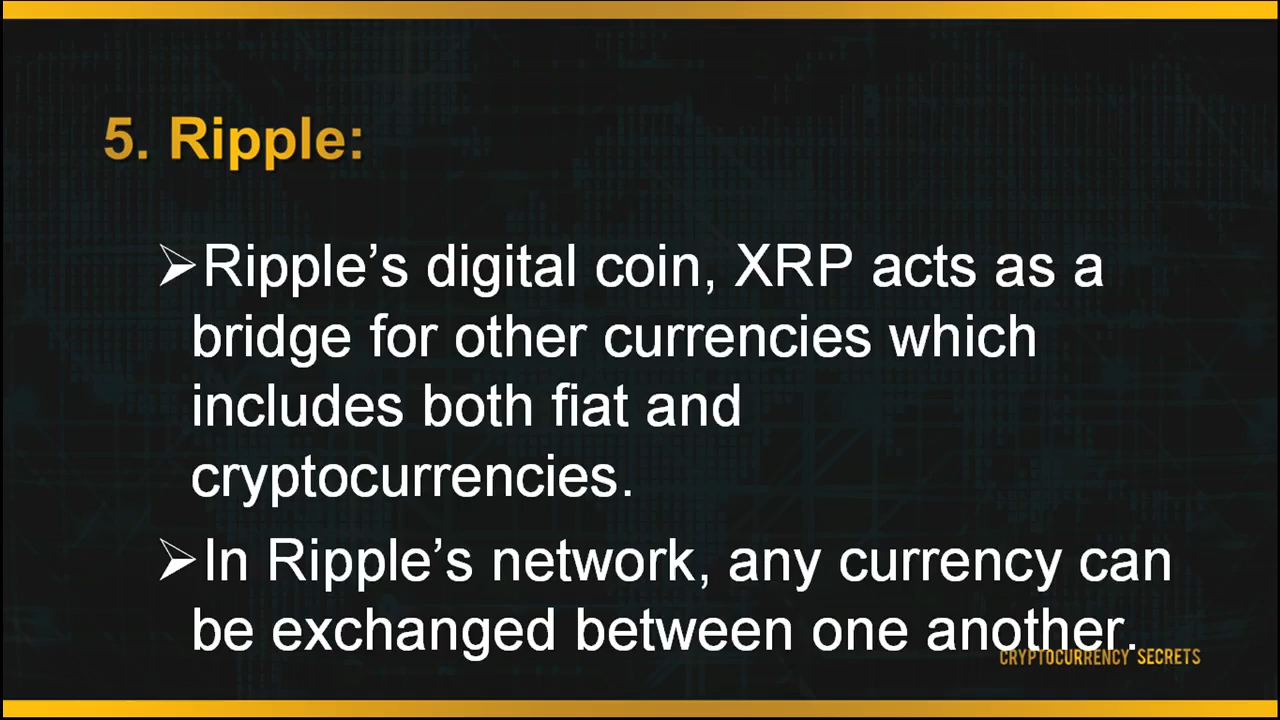 5. Ripple:
➢Ripple’s digital coin, XRP acts as a
bridge for other currencies which
includes both fiat and
cryptocurrencies.
➢In Ripple’s network, any currency can
be exchanged between one another.
CRYPTOCURRENCY SECRETS